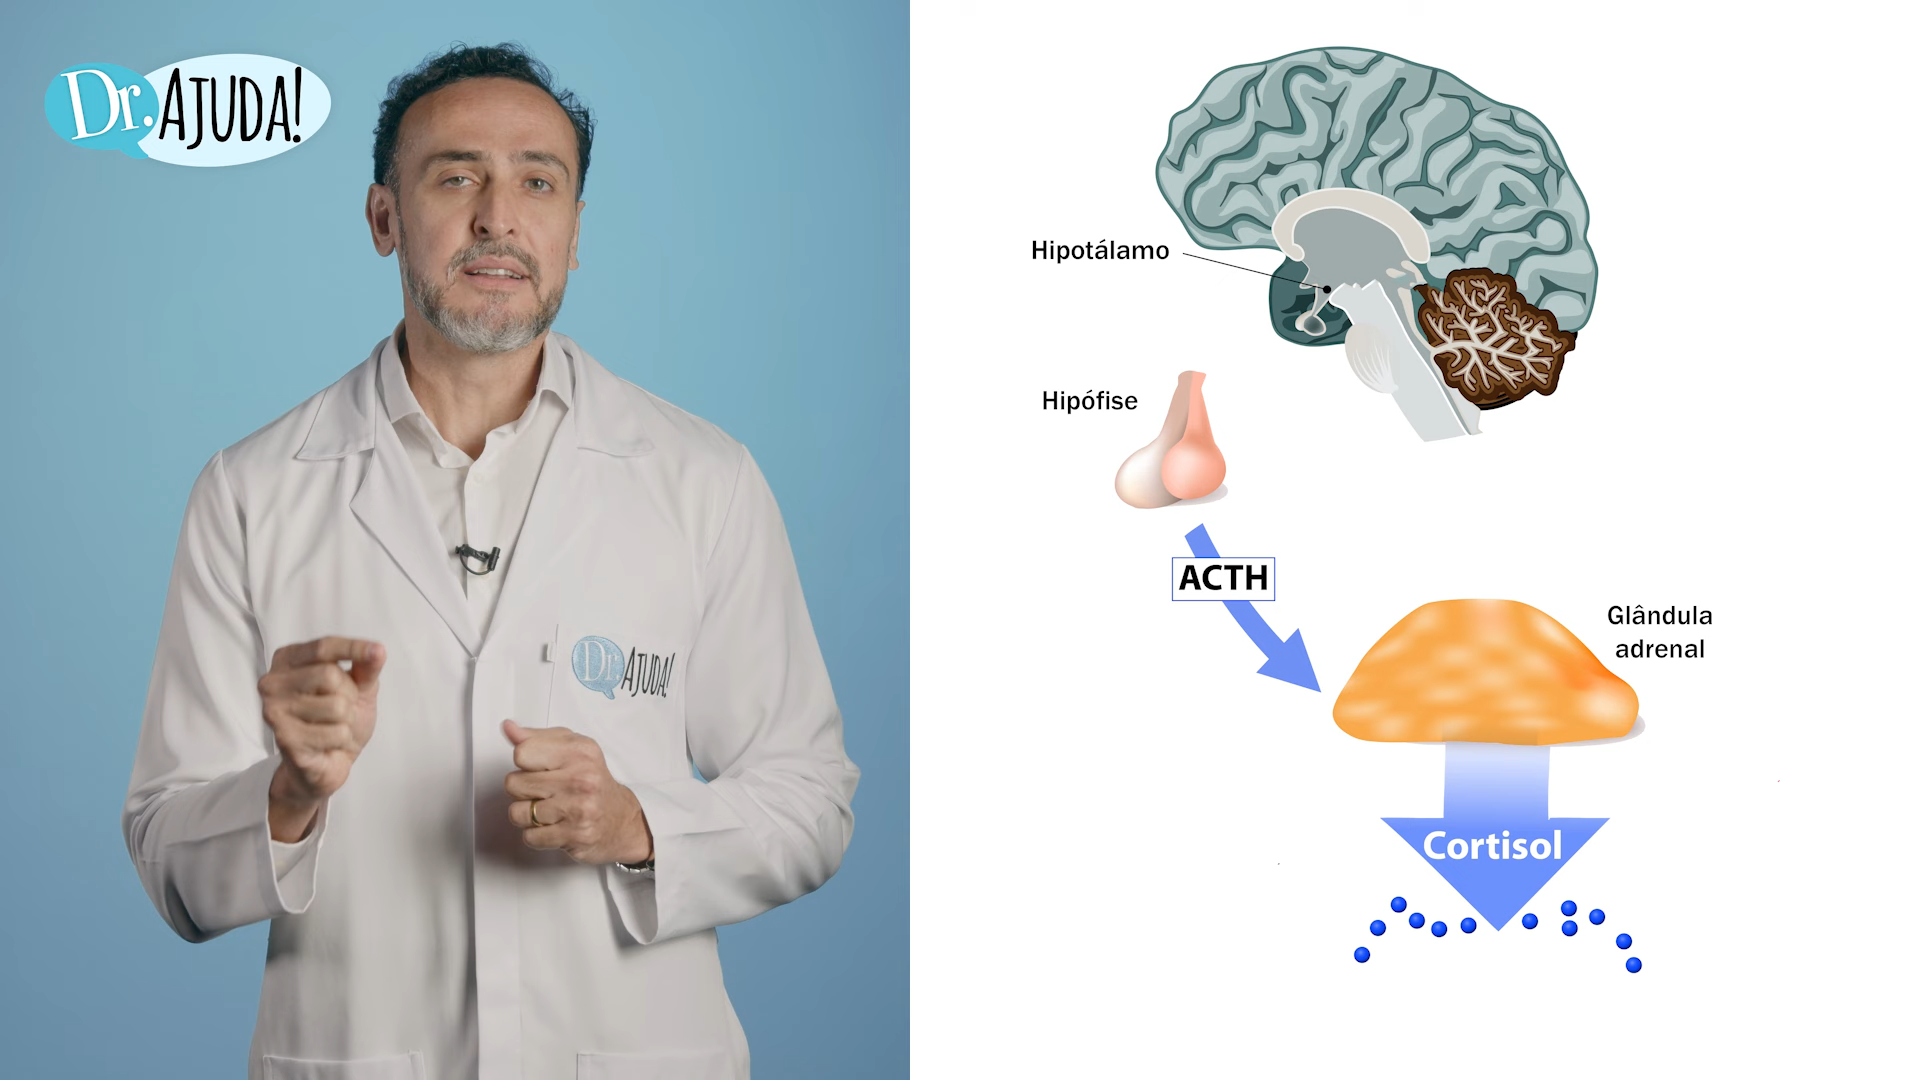 Dr. AJUDA!
Dr. AJUDA!
Hipotálamo
Hipófise
ACTH
Glândula
adrenal
Cortisol